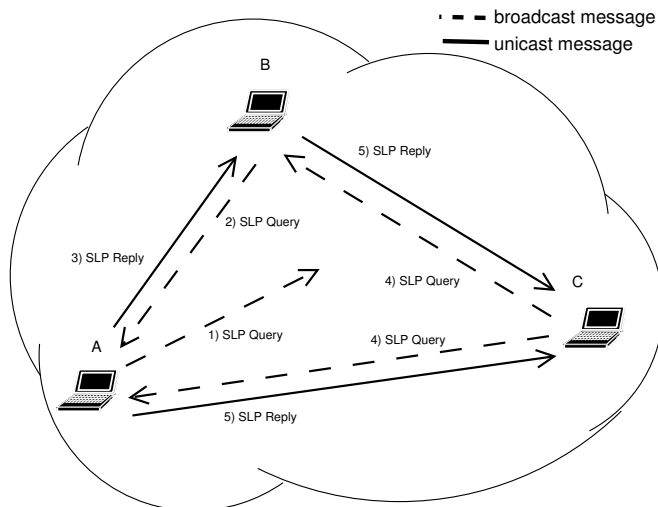 broadcast message
unicast message
B
5) SLP Reply
2) SLP Query
3) SLP Reply
4) SLP Query
C
1) SLP Query
4) SLP Query
A
5) SLP Reply